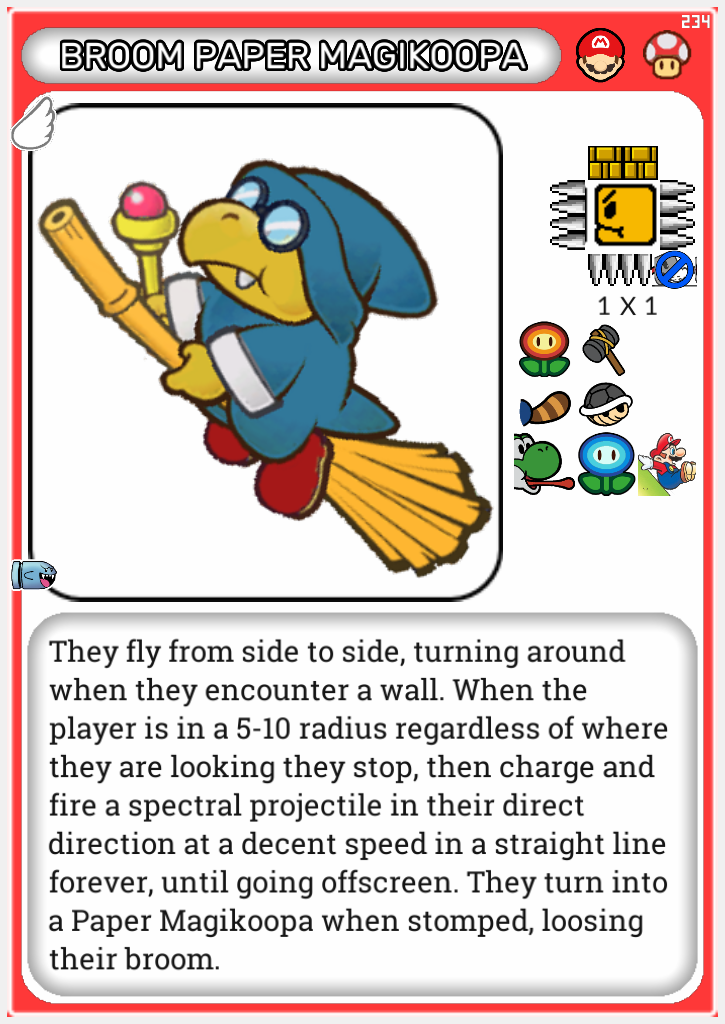 234
BROOM PAPER MAGIKOOPA
1 X 1
They fly from side to side, turning around
when they encounter a wall. When the
player is in a 5-10 radius regardless of where
they are looking they stop, then charge and
fire a spectral projectile in their direct
direction at a decent speed in a straight line
forever, until going offscreen. They turn into
a Paper Magikoopa when stomped, loosing
their broom.